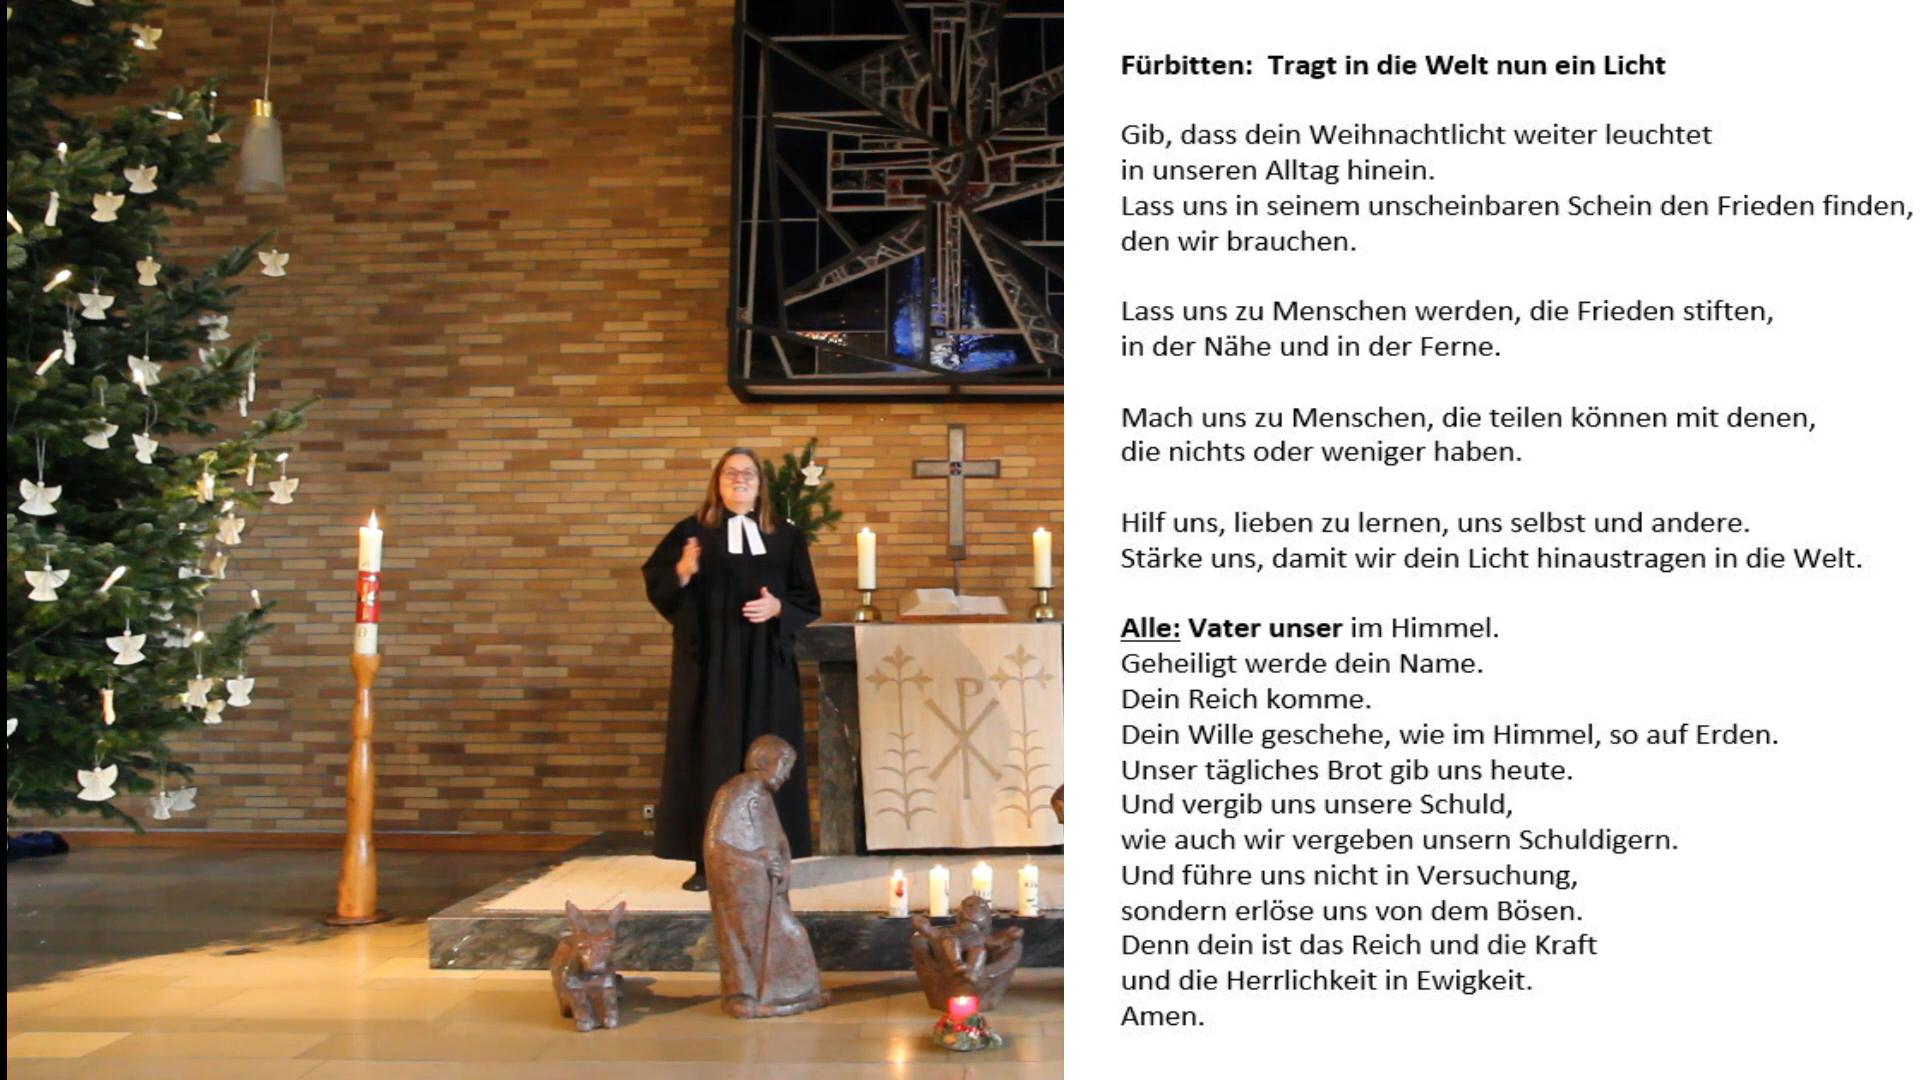 Fürbitten:  Tragt in die Welt nun ein Licht
Gib, dass dein Weihnachtlicht weiter leuchtet
in unseren Alltag hinein.
Lass uns in seinem unscheinbaren Schein den Frieden finden,
den wir brauchen.
Lass uns zu Menschen werden, die Frieden stiften,
in der Nähe und in der Ferne.
Mach uns zu Menschen, die teilen können mit denen,
die nichts oder weniger haben.
Hilf uns, lieben zu lernen, uns selbst und andere.
Stärke uns, damit wir dein Licht hinaustragen in die Welt.
Alle: Vater unser im Himmel.
Geheiligt werde dein Name.
Dein Reich komme.
Dein Wille geschehe, wie im Himmel, so auf Erden.
Unser tägliches Brot gib uns heute.
Und vergib uns unsere Schuld,
wie auch wir vergeben unsern Schuldigern.
Und führe uns nicht in Versuchung,
sondern erlöse uns von dem Bösen.
Denn dein ist das Reich und die Kraft
und die Herrlichkeit in Ewigkeit.
Amen.